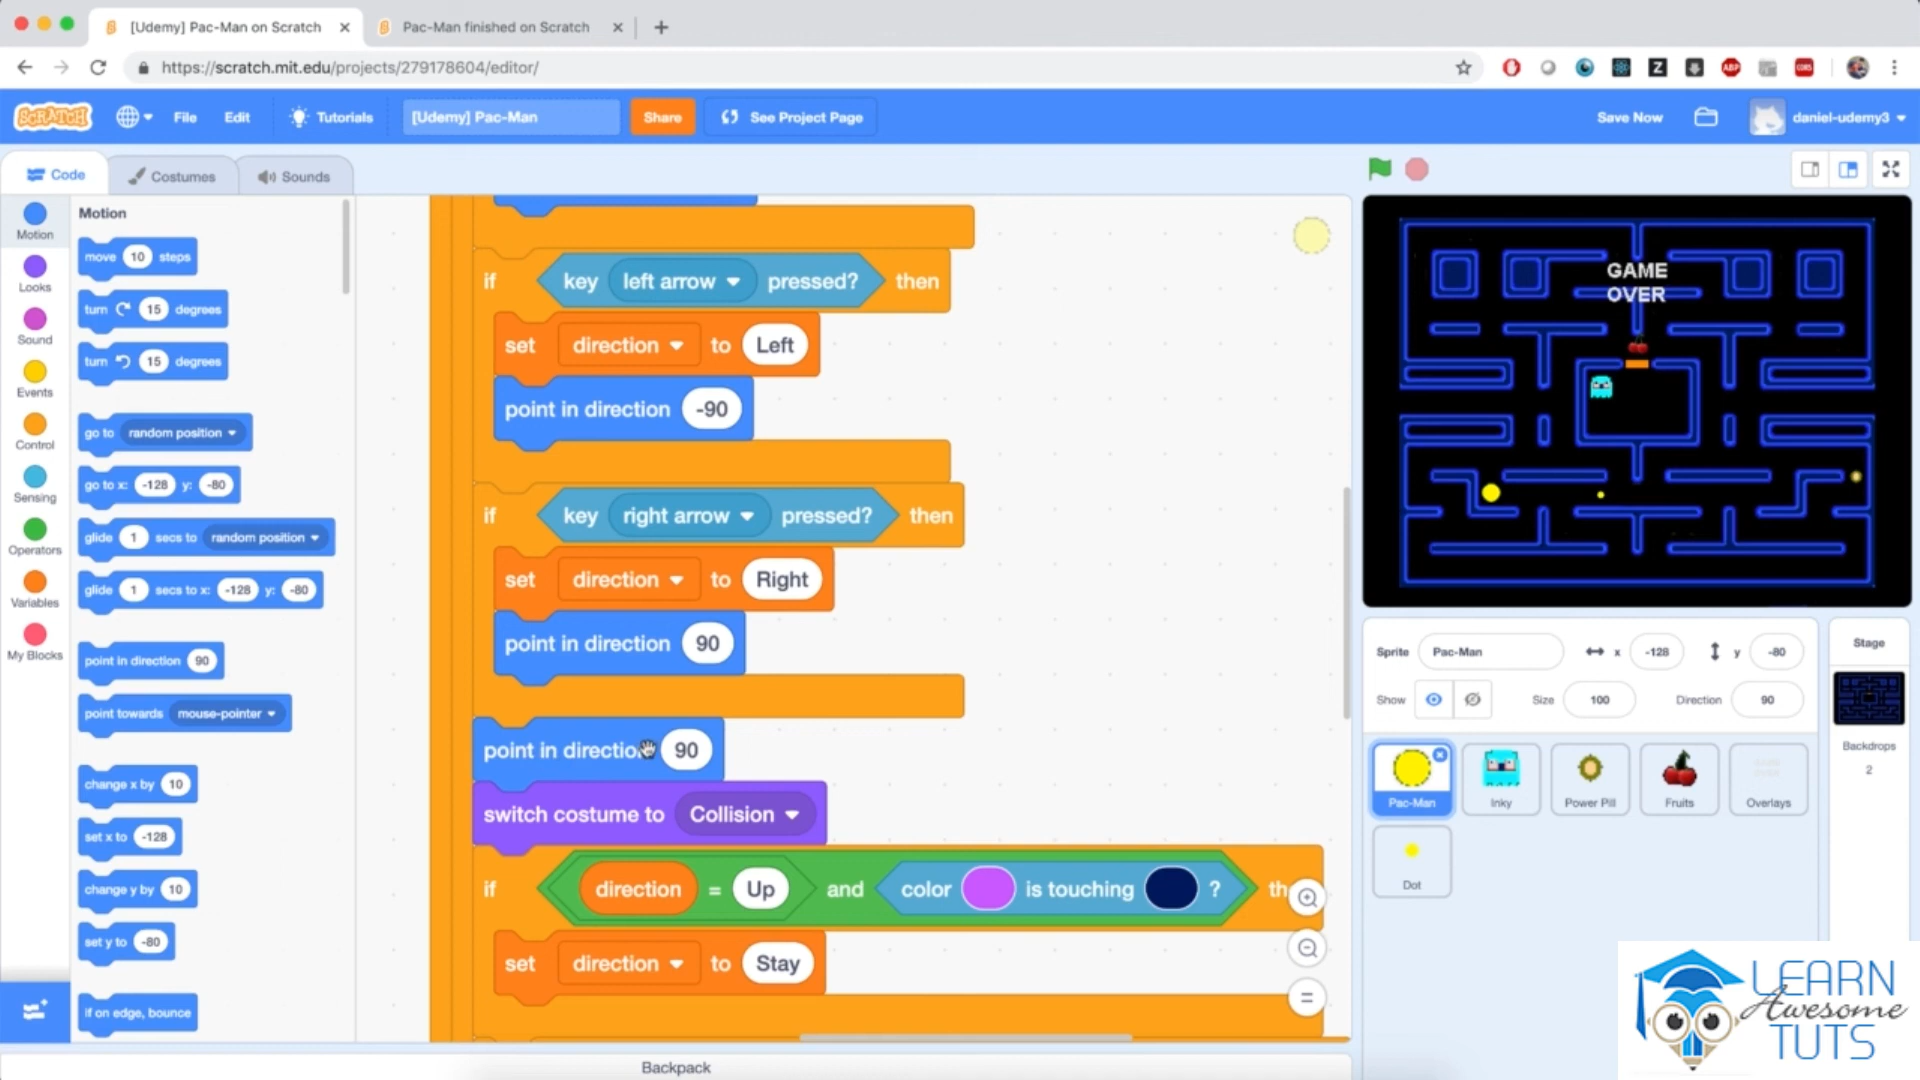 [Udemy] Pac-Man on Scratch
Pac-Man finished on Scratch
https://scratch.mit.edu/projects/279178604/editor/
SCRATCH
File
Edit
Tutorials
[Udemy] Pac-Man
Share
See Project Page
Save Now
daniel-udemy3
Code
Costumes
Sounds
Motion
Looks
Sound
Events
Control
Sensing
Operators
Variables
My Blocks
Motion
move 10 steps
turn 15 degrees
turn 15 degrees
go to random position
go to x: -128 y: -80
glide 1 secs to random position
glide 1 secs to x: -128 y: -80
point in direction 90
point towards mouse-pointer
change x by 10
set x to -128
change y by 10
set y to -80
if on edge, bounce
if key left arrow pressed? then
set direction to Left
point in direction -90
if key right arrow pressed? then
set direction to Right
point in direction 90
point in direction 90
switch costume to Collision
if direction = Up and color is touching ? th
set direction to Stay
Backpack
GAME
OVER
Sprite Pac-Man x -128 y -80
Show Size 100 Direction 90
Pac-Man
Inky
Power Pill
Fruits
Overlays
Dot
Stage
Backdrops
2
LEARN
Awesome
TUTS